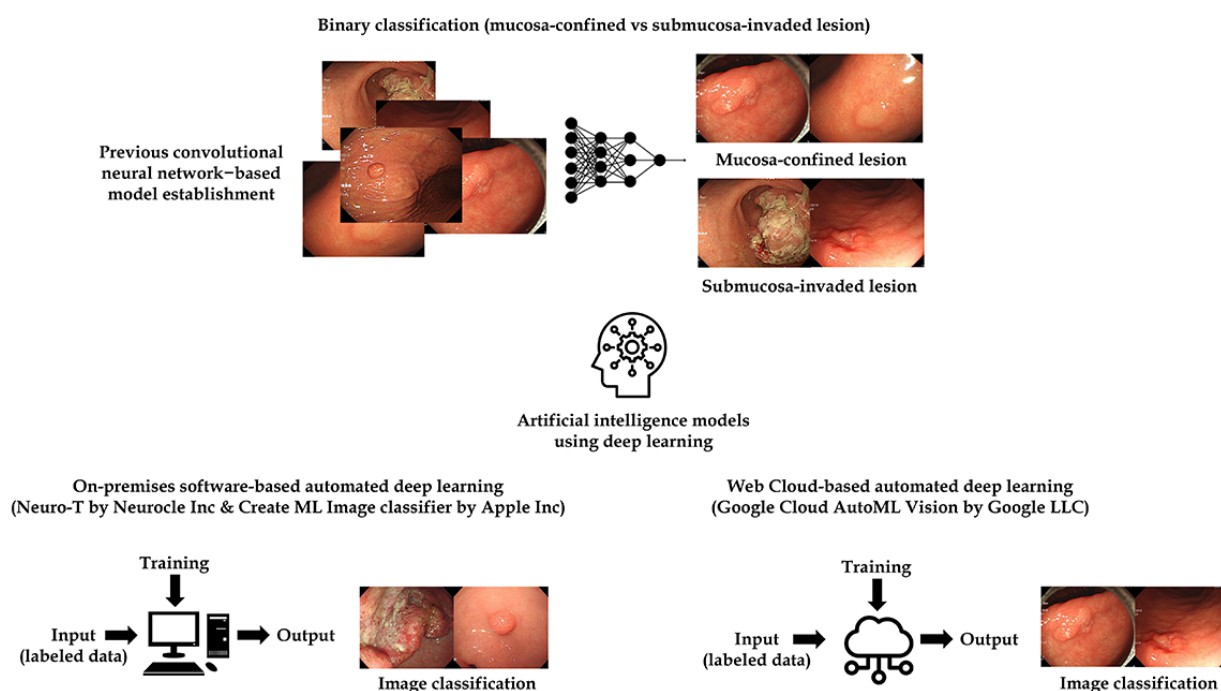 Binary classification (mucosa-confined vs submucosa-invaded lesion)
Previous convolutional
neural network−based
model establishment
Mucosa-confined lesion
Submucosa-invaded lesion
Artificial intelligence models
using deep learning
On-premises software-based automated deep learning
(Neuro-T by Neurocle Inc & Create ML Image classifier by Apple Inc)
Training
Input
(labeled data)
Output
Image classification
Web Cloud-based automated deep learning
(Google Cloud AutoML Vision by Google LLC)
Training
Input
(labeled data)
Output
Image classification